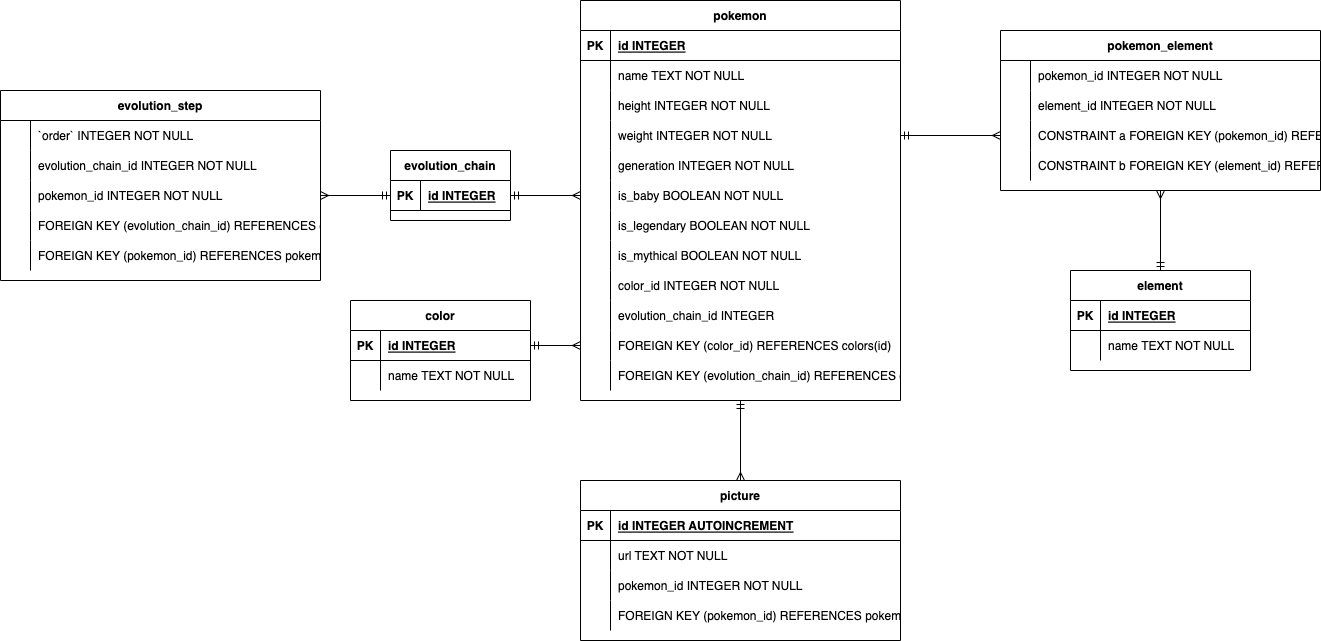 pokemon
PK id INTEGER
name TEXT NOT NULL
height INTEGER NOT NULL
weight INTEGER NOT NULL
generation INTEGER NOT NULL
is_baby BOOLEAN NOT NULL
is_legendary BOOLEAN NOT NULL
is_mythical BOOLEAN NOT NULL
color_id INTEGER NOT NULL
evolution_chain_id INTEGER
FOREIGN KEY (color_id) REFERENCES colors(id)
FOREIGN KEY (evolution_chain_id) REFERENCES
pokemon_element
pokemon_id INTEGER NOT NULL
element_id INTEGER NOT NULL
CONSTRAINT a FOREIGN KEY (pokemon_id) REFE
CONSTRAINT b FOREIGN KEY (element_id) REFE
evolution_step
`order` INTEGER NOT NULL
evolution_chain_id INTEGER NOT NULL
pokemon_id INTEGER NOT NULL
FOREIGN KEY (evolution_chain_id) REFERENCES
FOREIGN KEY (pokemon_id) REFERENCES pokem
evolution_chain
PK id INTEGER
color
PK id INTEGER
name TEXT NOT NULL
element
PK id INTEGER
name TEXT NOT NULL
picture
PK id INTEGER AUTOINCREMENT
url TEXT NOT NULL
pokemon_id INTEGER NOT NULL
FOREIGN KEY (pokemon_id) REFERENCES pokem